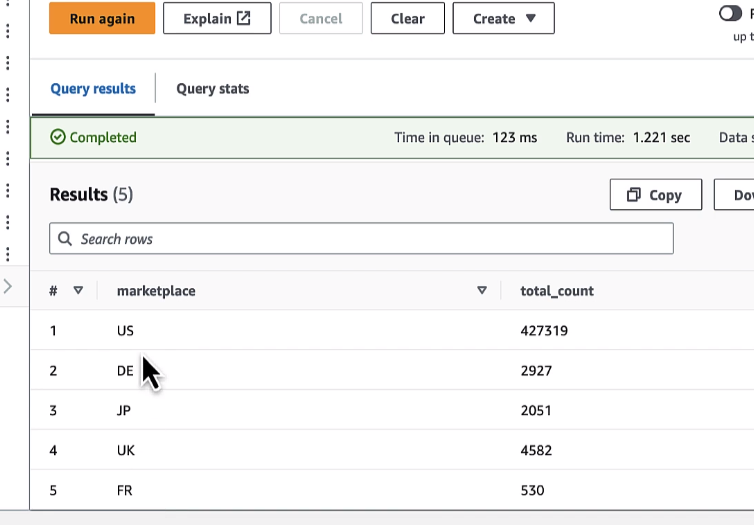 Run again Explain Cancel Clear Create
up t
Query results Query stats
Completed Time in queue: 123 ms Run time: 1.221 sec Data s
Results (5) Copy Dov
Search rows
# marketplace total_count
1 US 427319
2 DE 2927
3 JP 2051
4 UK 4582
5 FR 530